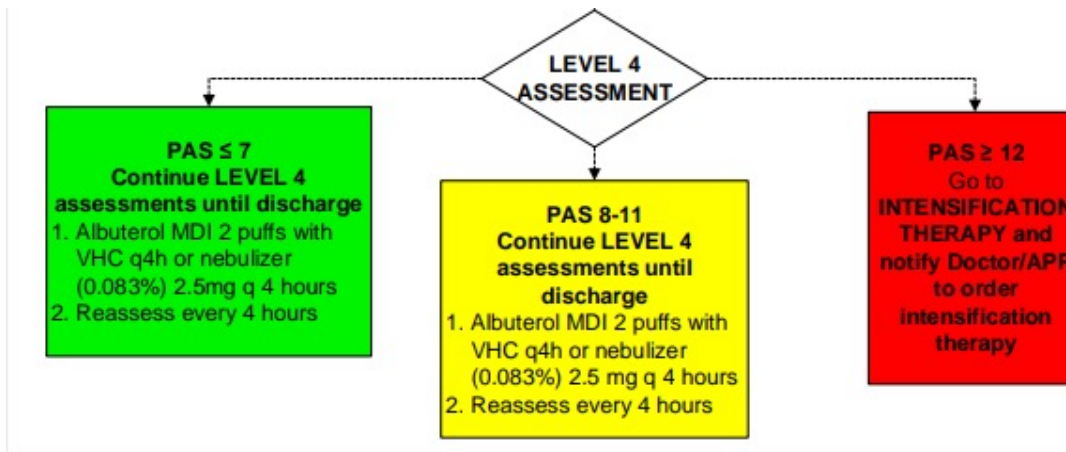 LEVEL 4
ASSESSMENT
PAS ≤ 7
Continue LEVEL 4
assessments until discharge
1. Albuterol MDI 2 puffs with
VHC q4h or nebulizer
(0.083%) 2.5mg q 4 hours
2. Reassess every 4 hours
PAS 8-11
Continue LEVEL 4
assessments until
discharge
1. Albuterol MDI 2 puffs with
VHC q4h or nebulizer
(0.083%) 2.5 mg q 4 hours
2. Reassess every 4 hours
PAS ≥ 12
Go to
INTENSIFICATION
THERAPY and
notify Doctor/
to order
intensification
therapy